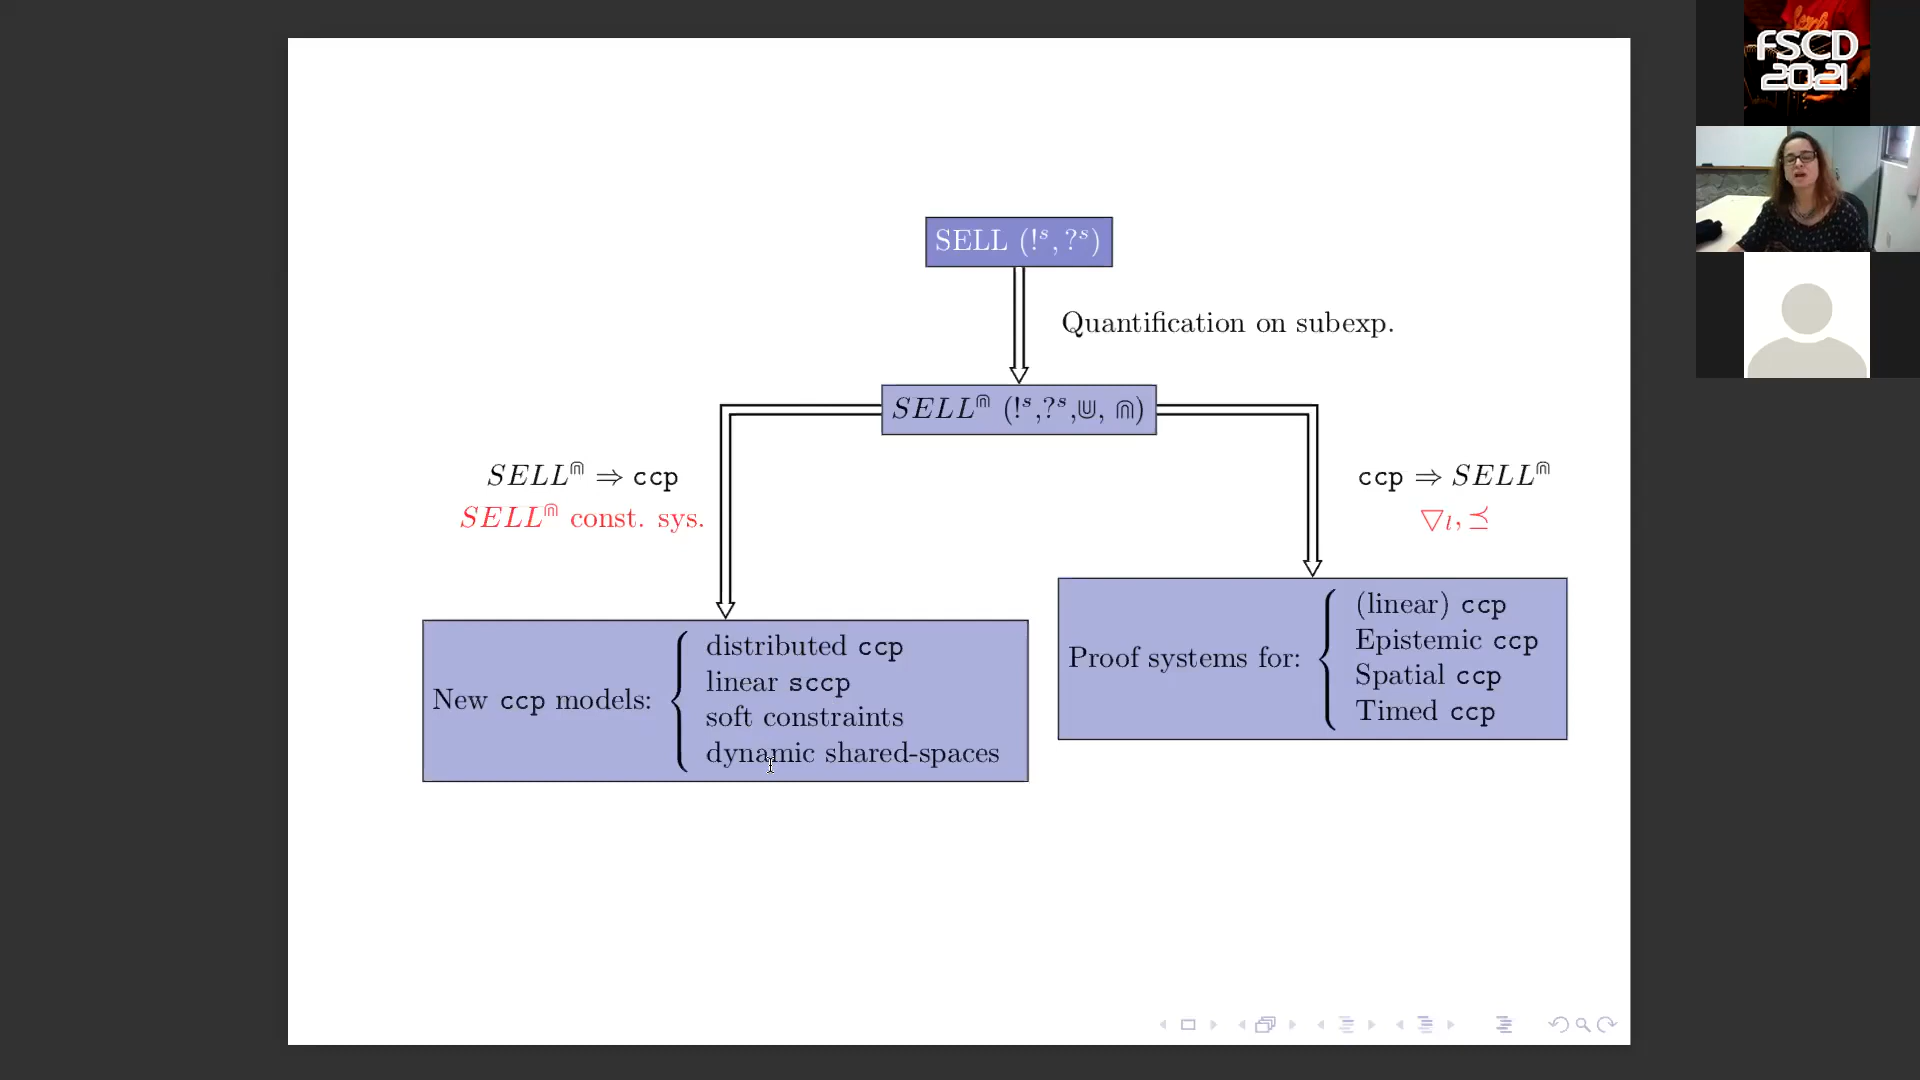 SELL (!ˢ, ?ˢ)
Quantification on subexp.
SELL^⋒ (!ˢ,?ˢ,⋓, ⋒)
SELL^⋒ ⇒ ccp
SELL^⋒ const. sys.
ccp ⇒ SELL^⋒
▽ₗ, ⪯
New ccp models:
distributed ccp
linear sccp
soft constraints
dynamic shared-spaces
Proof systems for:
(linear) ccp
Epistemic ccp
Spatial ccp
Timed ccp
FSCD
2021